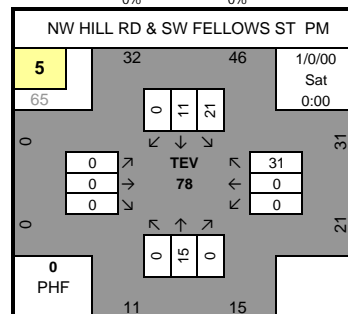 0% 0%
NW HILL RD & SW FELLOWS ST PM
5
32 46
1/0/00
65
Sat
0:00
0 11 21
↙ ↓ ↘
0 31
0 ↗ TEV ↖ 31
0 → 78 ← 0
0 ↘ ↙ 0
0 21
↖ ↑ ↗
0 15 0
0
PHF
11 15